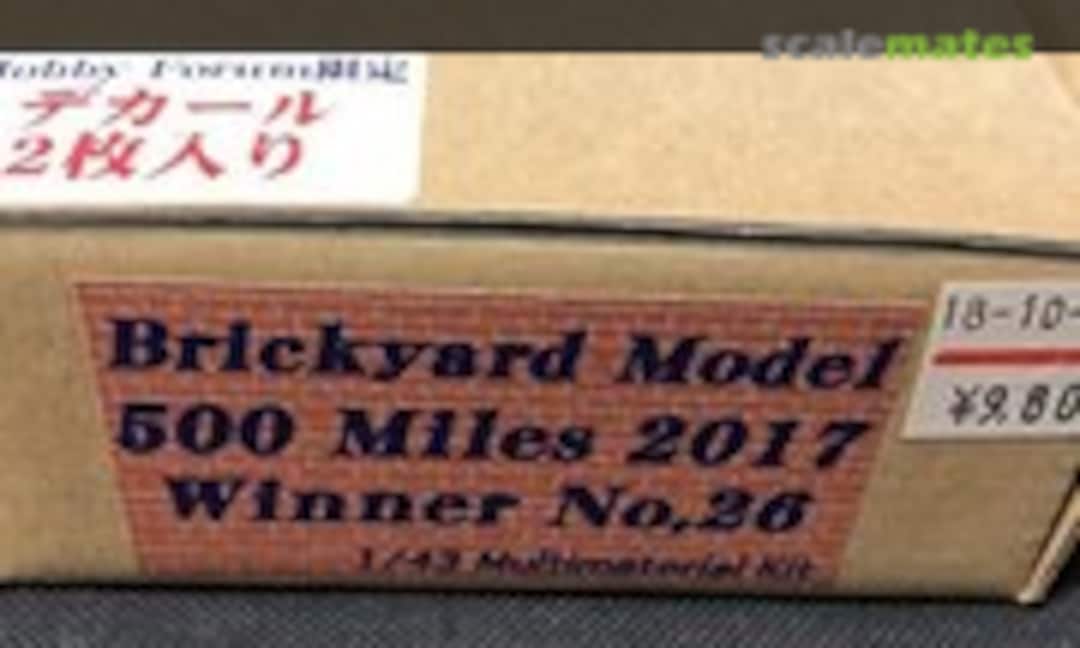 scalemates
Hobby Forum限定
デカール
2枚入り
Brickyard Model
500 Miles 2017
Winner No.26
1/43 Multimaterial Kit
18-10-
¥9,80